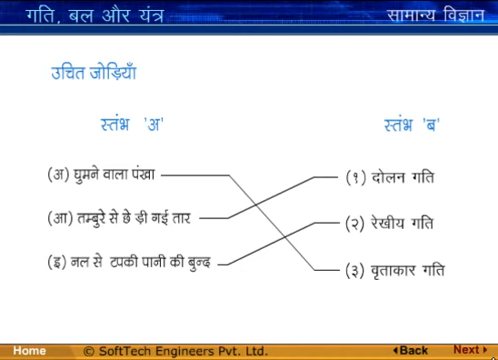 गति, बल और यंत्र सामान्य विज्ञान
उचित जोड़ियाँ
स्तंभ 'अ' स्तंभ 'ब'
(अ) घुमने वाला पंखा (१) दोलन गति
(आ) तम्बुरे से छेड़ी गई तार (२) रेखीय गति
(इ) नल से टपकी पानी की बुन्द (३) वृताकार गति
Home © SoftTech Engineers Pvt. Ltd. Back Next